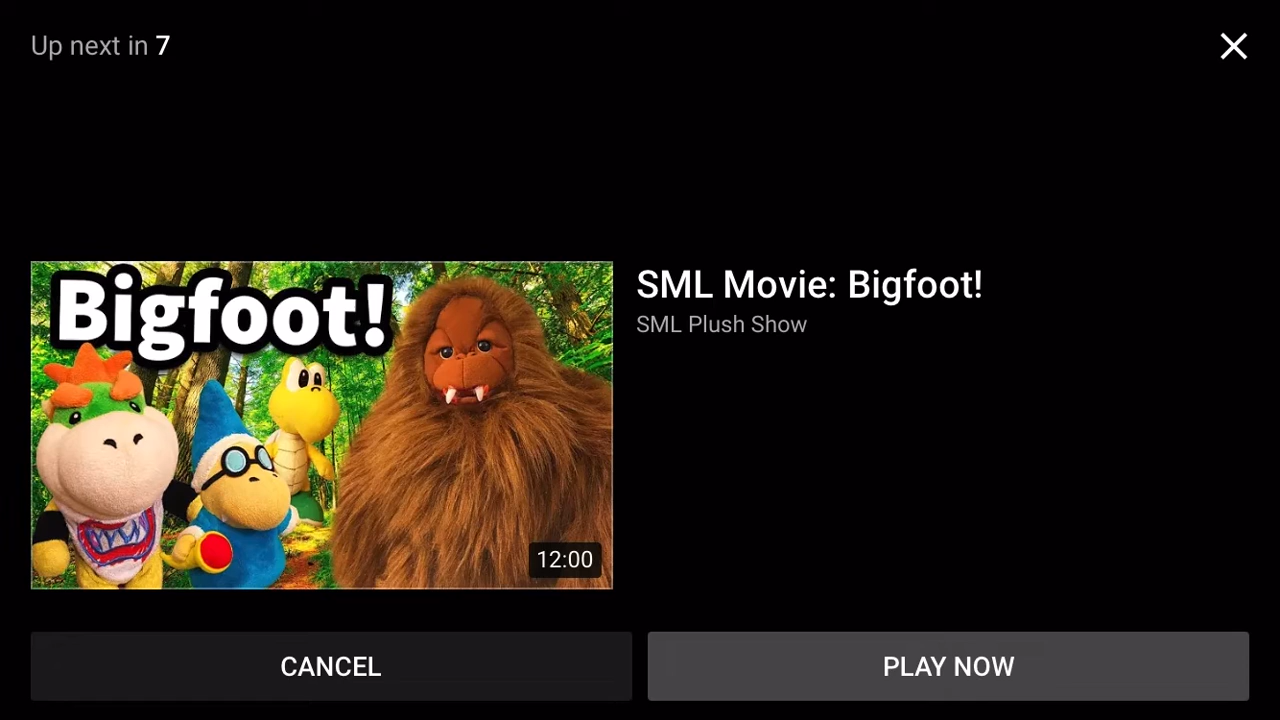 Up next in 7
Bigfoot!
12:00
SML Movie: Bigfoot!
SML Plush Show
CANCEL
PLAY NOW